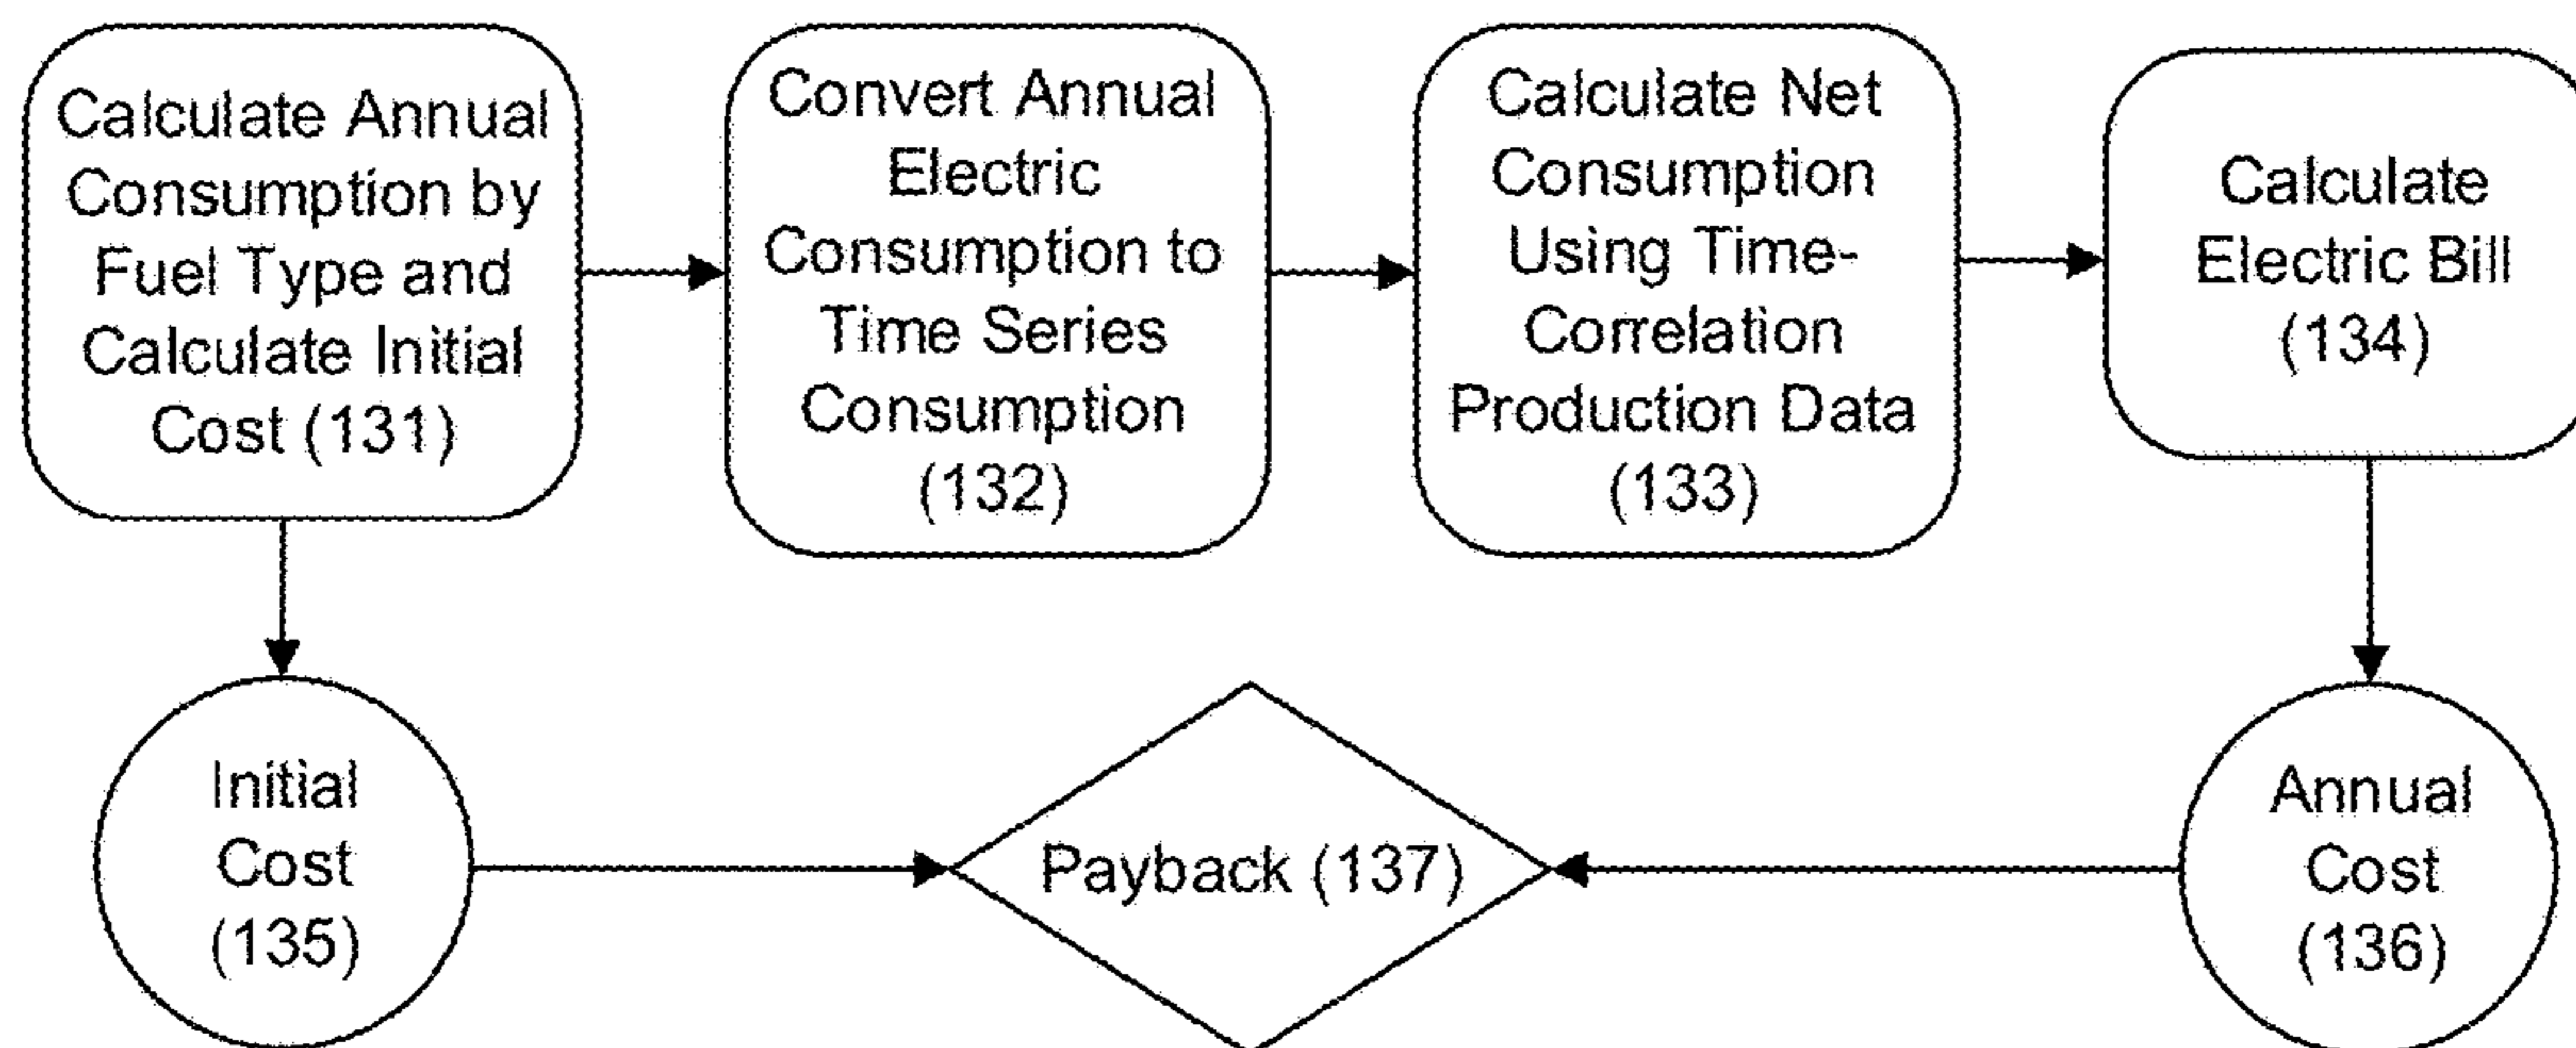 Calculate Annual
Consumption by
Fuel Type and
Calculate Initial
Cost (131)
Convert Annual
Electric
Consumption to
Time Series
Consumption
(132)
Calculate Net
Consumption
Using Time-
Correlation
Production Data
(133)
Calculate
Electric Bill
(134)
Initial
Cost
(135)
Payback (137)
Annual
Cost
(136)